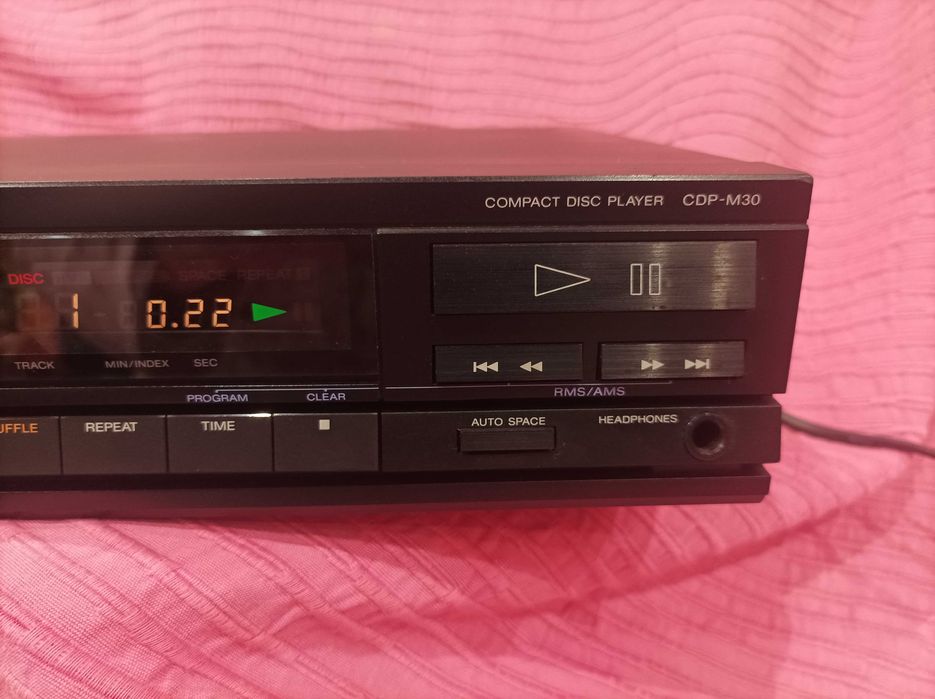 COMPACT DISC PLAYER CDP-M30
DISC SPACE REPEAT
1 0.22
TRACK MIN/INDEX SEC
PROGRAM CLEAR RMS/AMS
UFFLE REPEAT TIME AUTO SPACE HEADPHONES